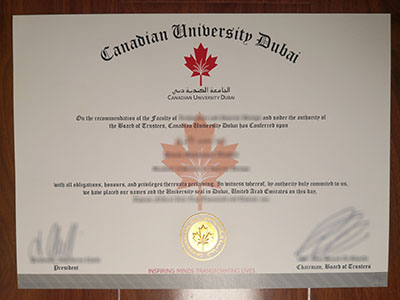 Canadian University Dubai
الجامعة الكندية دبي
CANADIAN UNIVERSITY DUBAI
On the recommendation of the Faculty of and under the authority of
the Board of Trustees, Canadian University Dubai has Conferred upon
with all obligations, honours, and privileges thereunto pertaining. In witness whereof, by authority duly committed to us,
we have placed our names and the University seal in Dubai, United Arab Emirates on this day,
President
Chairman, Board of Trustees
INSPIRING MINDS TRANSFORMING LIVES